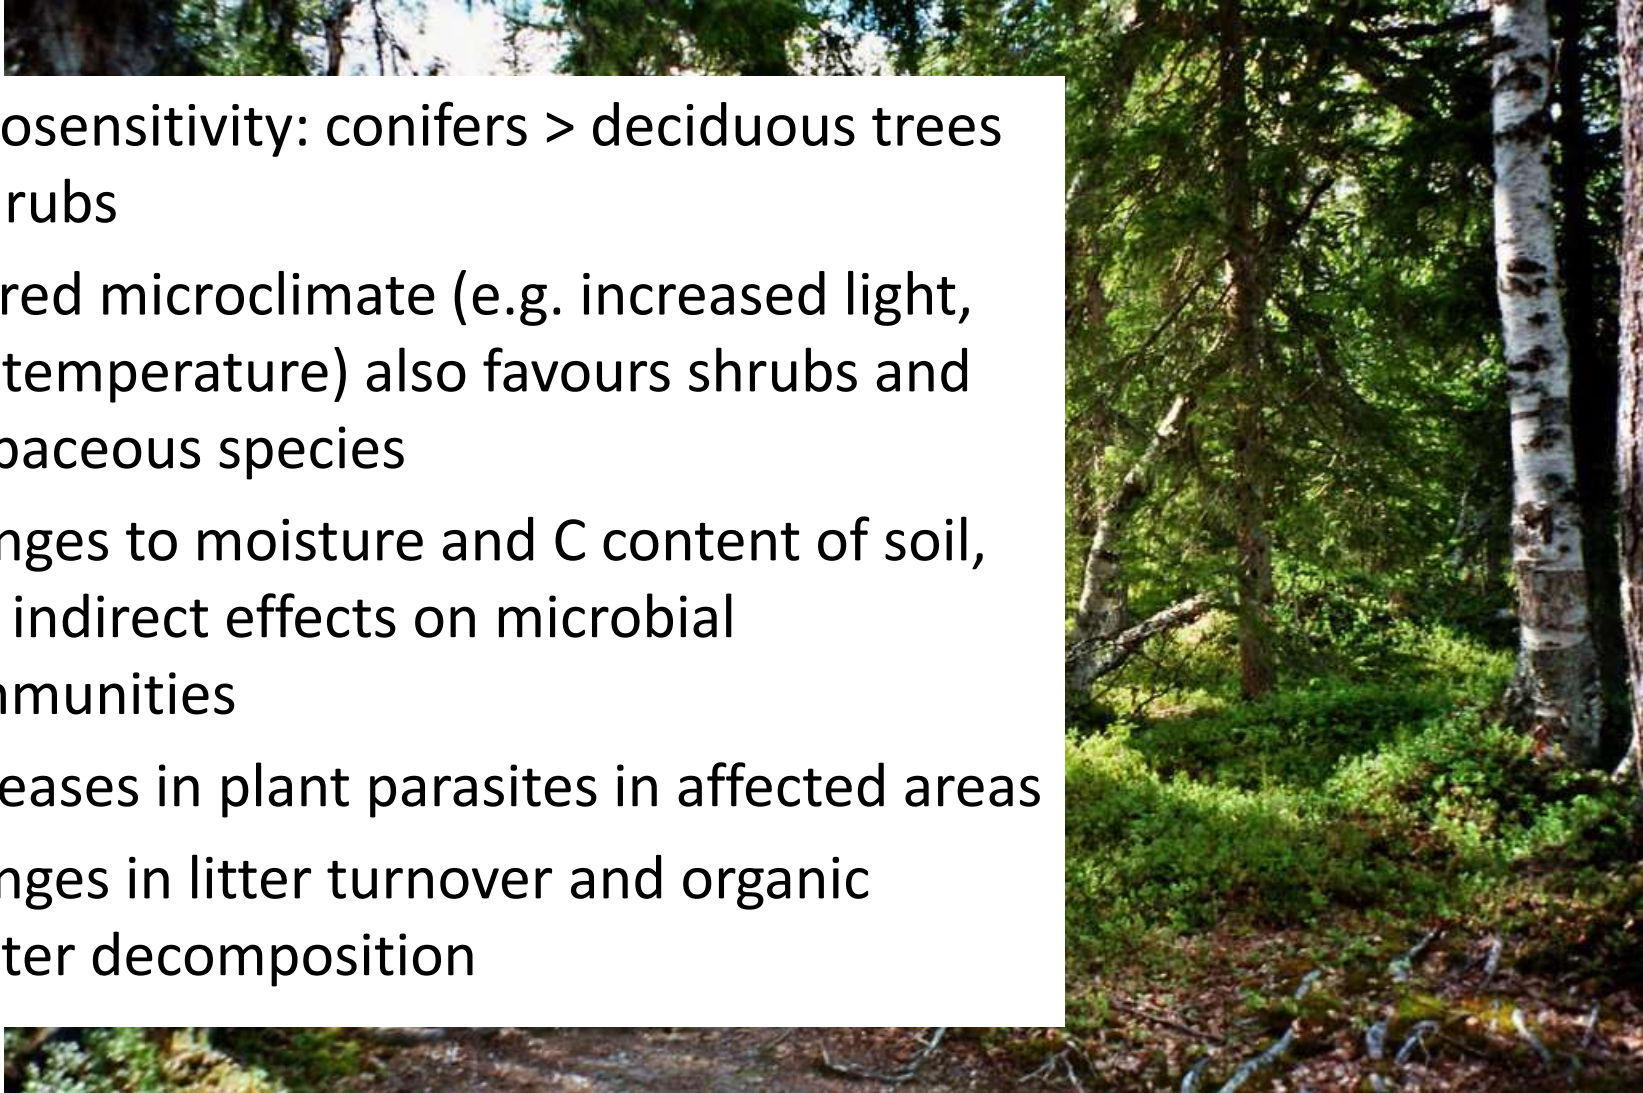 osensitivity: conifers > deciduous trees
rubs
red microclimate (e.g. increased light,
temperature) also favours shrubs and
baceous species
nges to moisture and C content of soil,
indirect effects on microbial
mmunities
eases in plant parasites in affected areas
nges in litter turnover and organic
ter decomposition